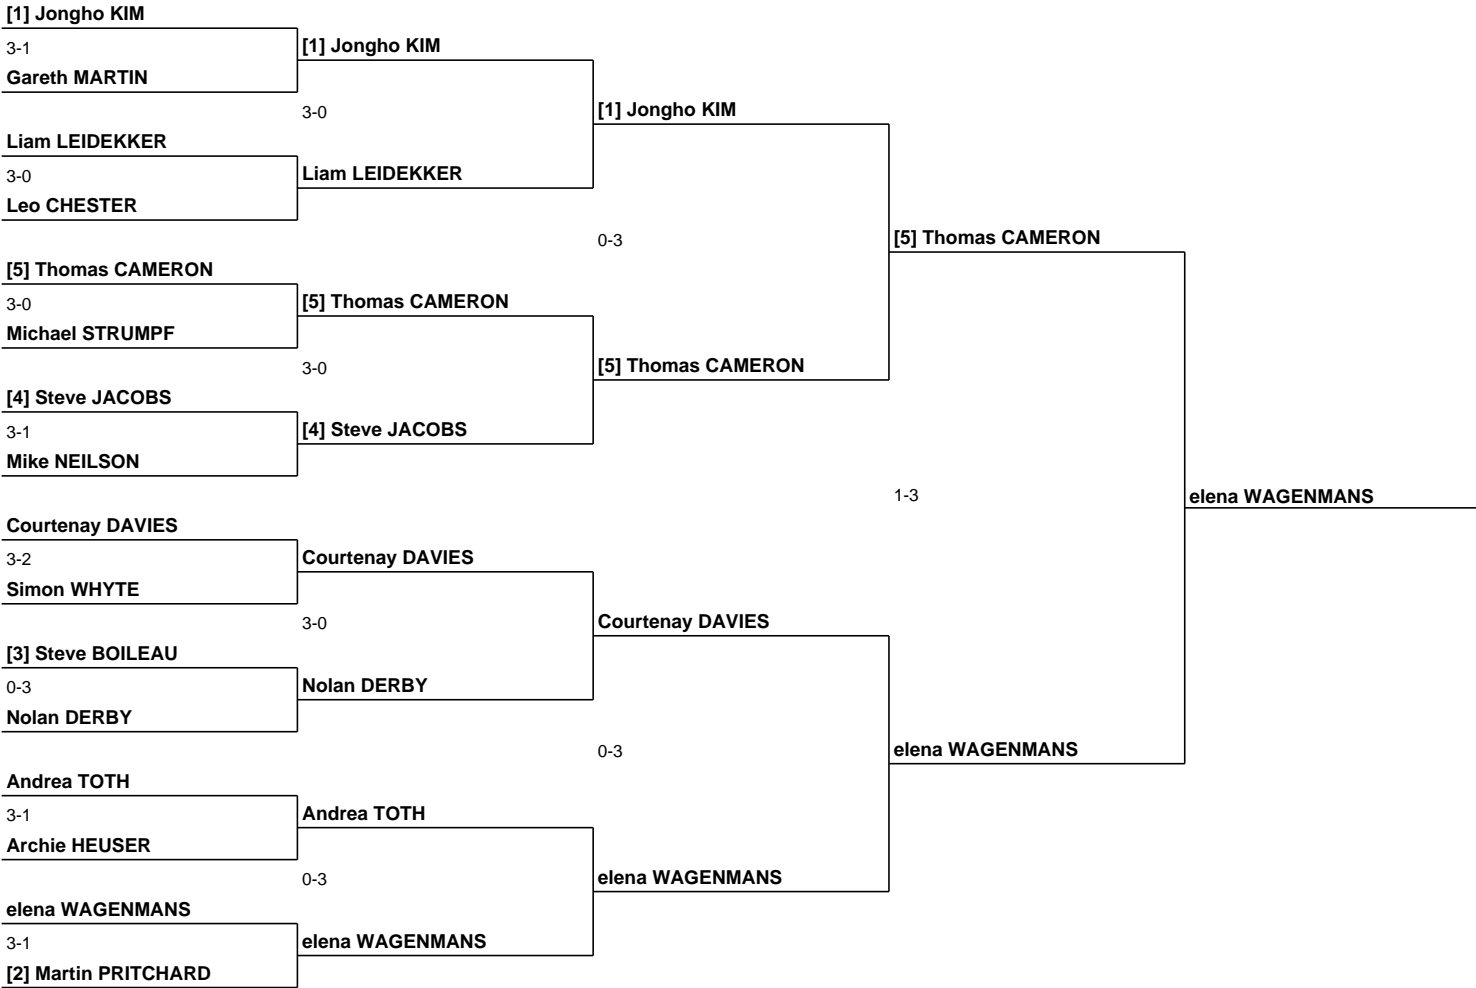 [1] Jongho KIM
3-1
Gareth MARTIN
Liam LEIDEKKER
3-0
Leo CHESTER
[5] Thomas CAMERON
3-0
Michael STRUMPF
[4] Steve JACOBS
3-1
Mike NEILSON
Courtenay DAVIES
3-2
Simon WHYTE
[3] Steve BOILEAU
0-3
Nolan DERBY
Andrea TOTH
3-1
Archie HEUSER
elena WAGENMANS
3-1
[2] Martin PRITCHARD
[1] Jongho KIM
3-0
Liam LEIDEKKER
[5] Thomas CAMERON
3-0
[4] Steve JACOBS
Courtenay DAVIES
3-0
Nolan DERBY
Andrea TOTH
0-3
elena WAGENMANS
[1] Jongho KIM
0-3
[5] Thomas CAMERON
Courtenay DAVIES
0-3
elena WAGENMANS
[5] Thomas CAMERON
1-3
elena WAGENMANS
elena WAGENMANS